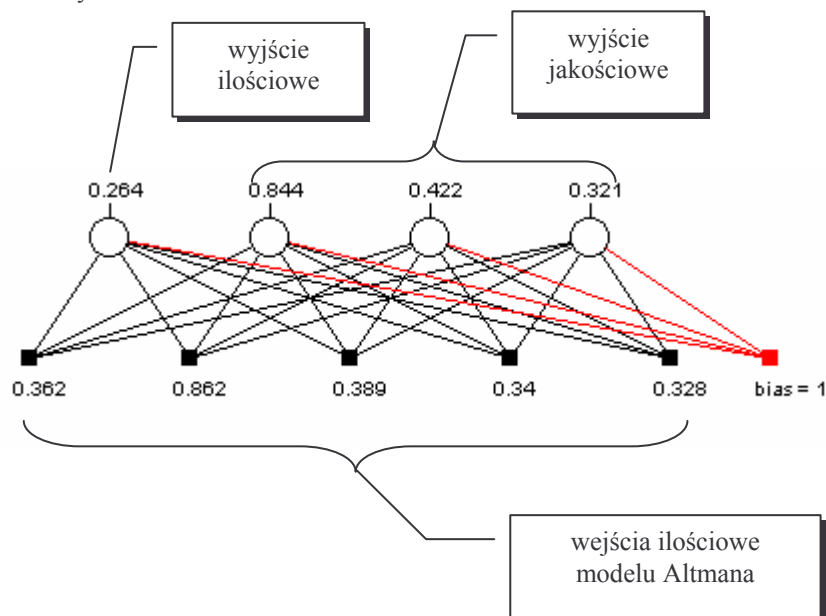 wyjście
ilościowe
wyjście
jakościowe
0.264 0.844 0.422 0.321
0.362 0.862 0.389 0.34 0.328 bias = 1
wejścia ilościowe
modelu Altmana